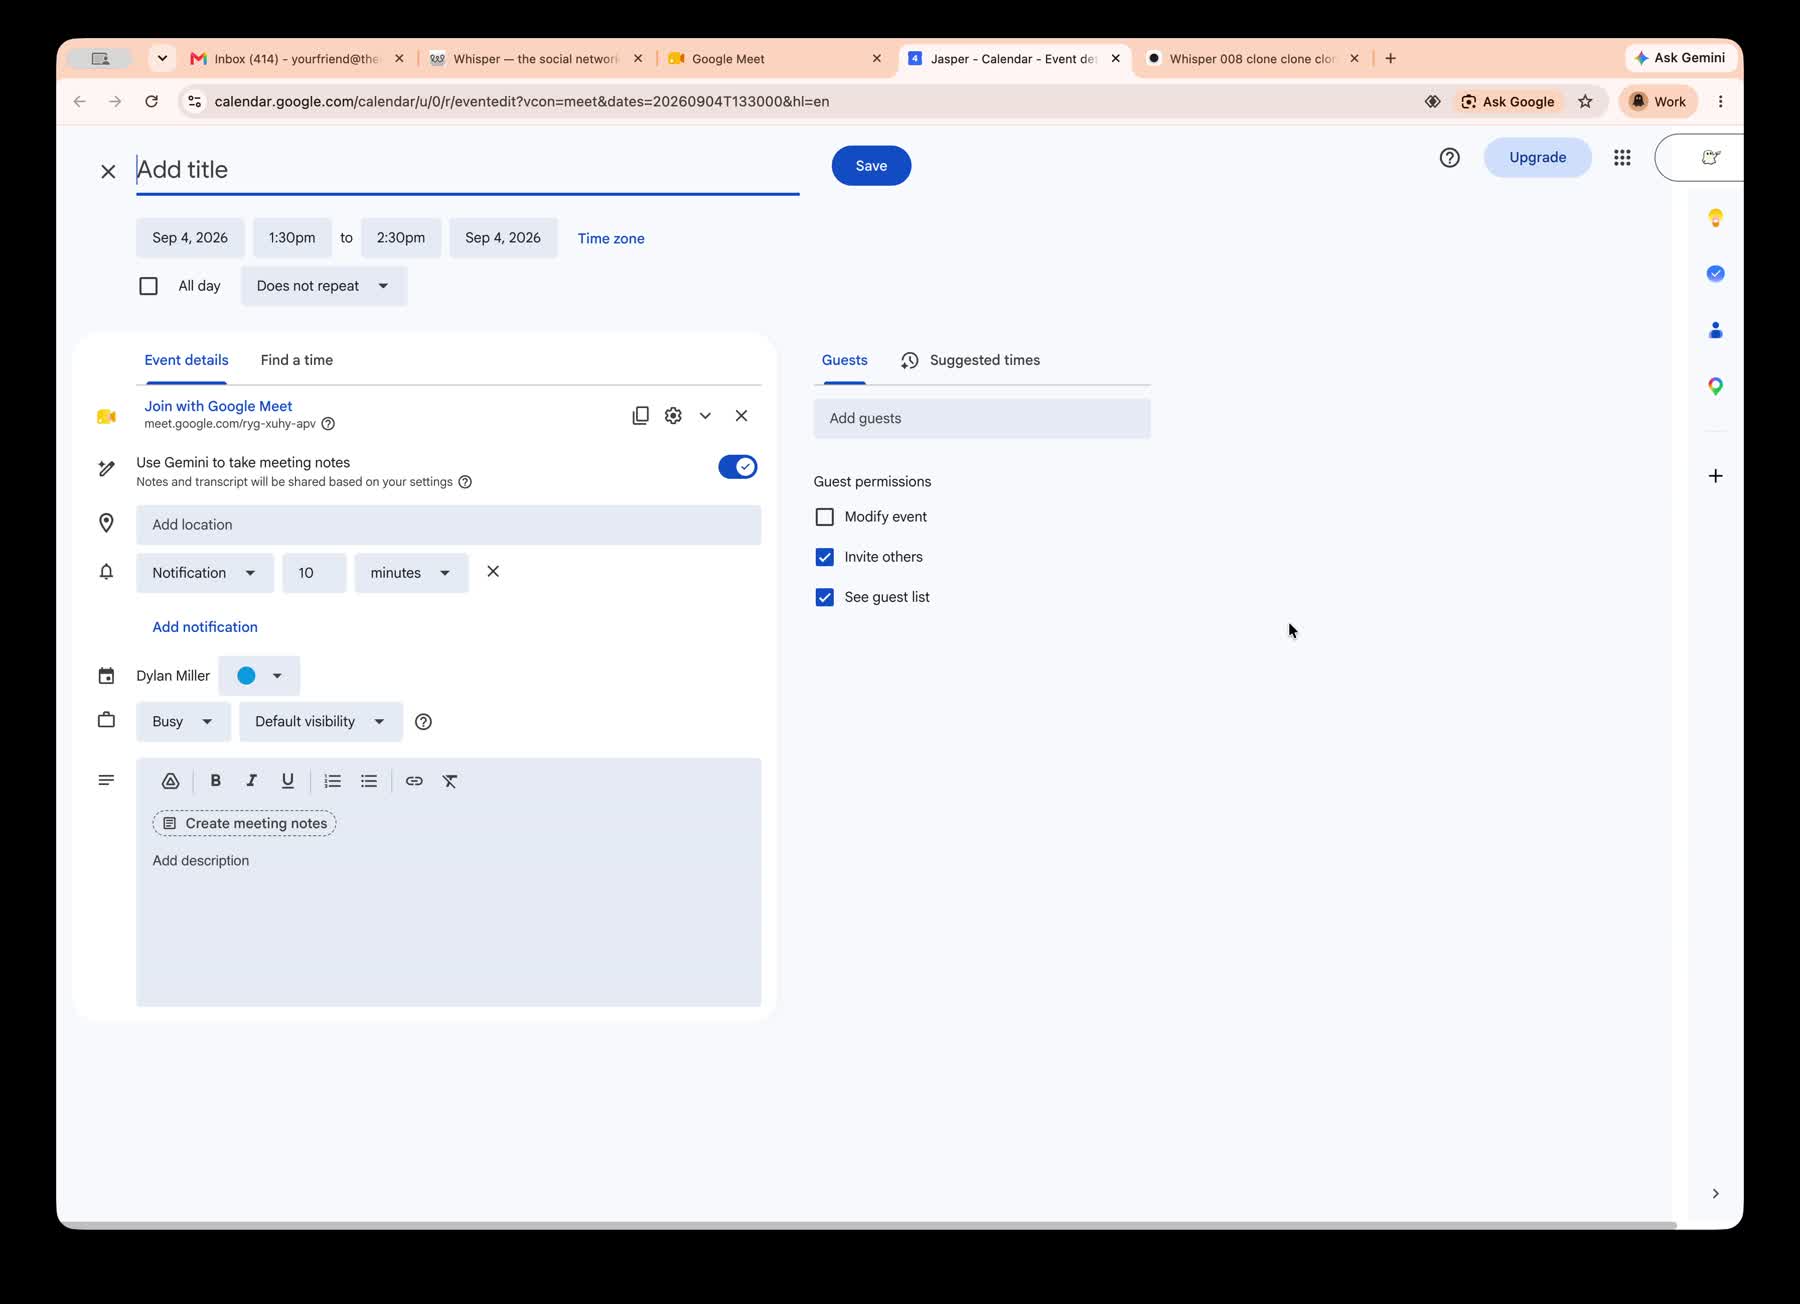 Inbox (414) - yourfriend@the
Whisper — the social network
Google Meet
Jasper - Calendar - Event det
Whisper 008 clone clone clon
Ask Gemini
calendar.google.com/calendar/u/0/r/eventedit?vcon=meet&dates=20260904T133000&hl=en
Ask Google
Work
Add title
Save
Upgrade
Sep 4, 2026
1:30pm
to
2:30pm
Sep 4, 2026
Time zone
All day
Does not repeat
Event details
Find a time
Guests
Suggested times
Join with Google Meet
meet.google.com/ryg-xuhy-apv
Add guests
Use Gemini to take meeting notes
Notes and transcript will be shared based on your settings
Guest permissions
Modify event
Add location
Invite others
Notification
10
minutes
See guest list
Add notification
Dylan Miller
Busy
Default visibility
B I U
Create meeting notes
Add description